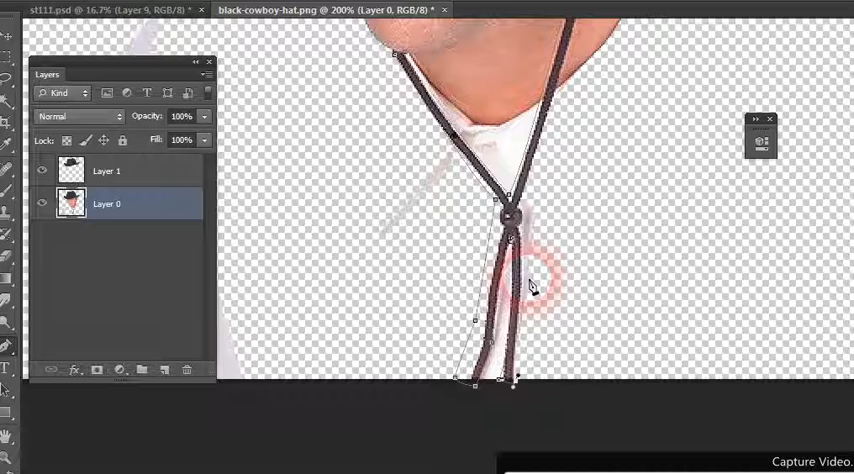 st111.psd @ 16.7% (Layer 9, RGB/8) * ×
black-cowboy-hat.png @ 200% (Layer 0, RGB/8) * ×
Layers
Kind
T
Normal
Opacity: 100%
Lock:
Fill: 100%
Layer 1
Layer 0
fx
T
Capture Video.